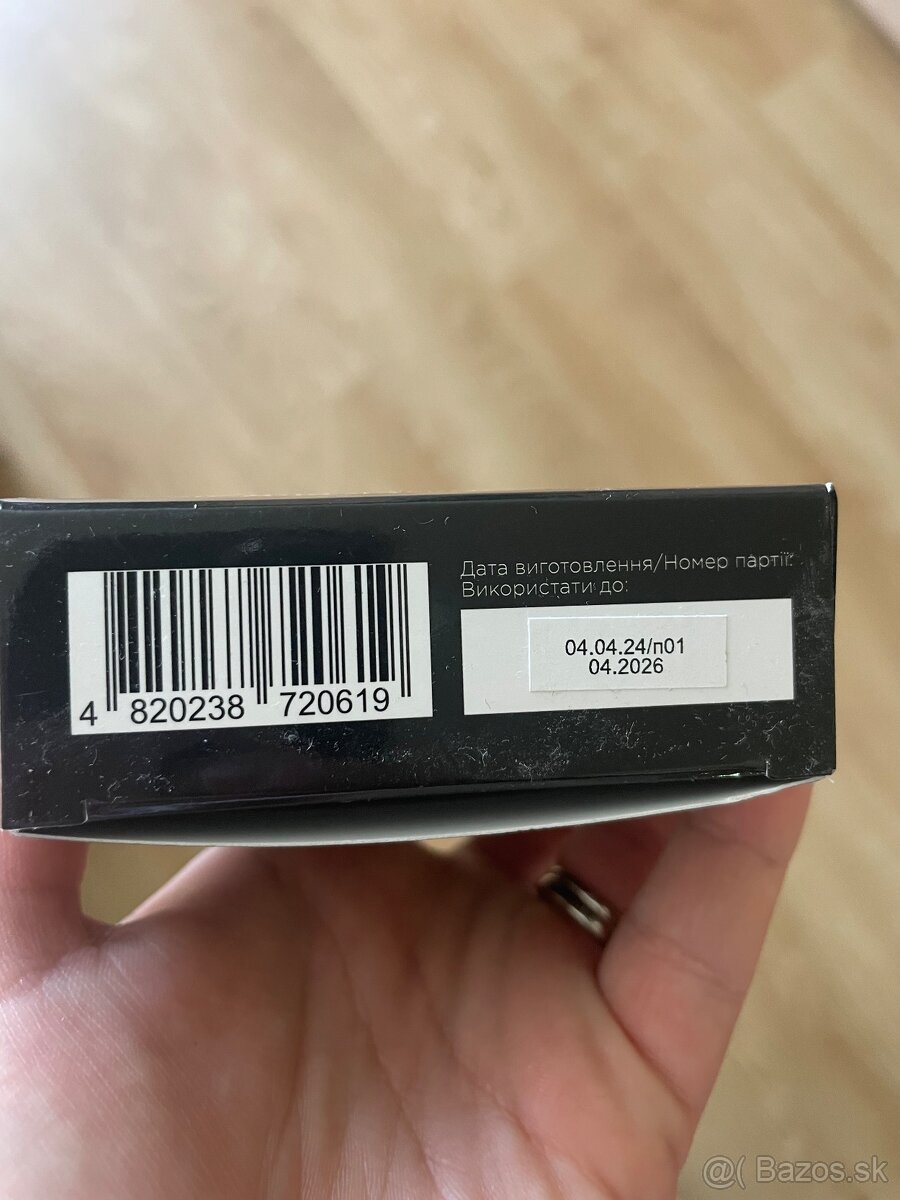 Дата виготовлення/Номер партії:
Використати до:
04.04.24/п01
04.2026
4 820238 720619
@( Bazos.sk